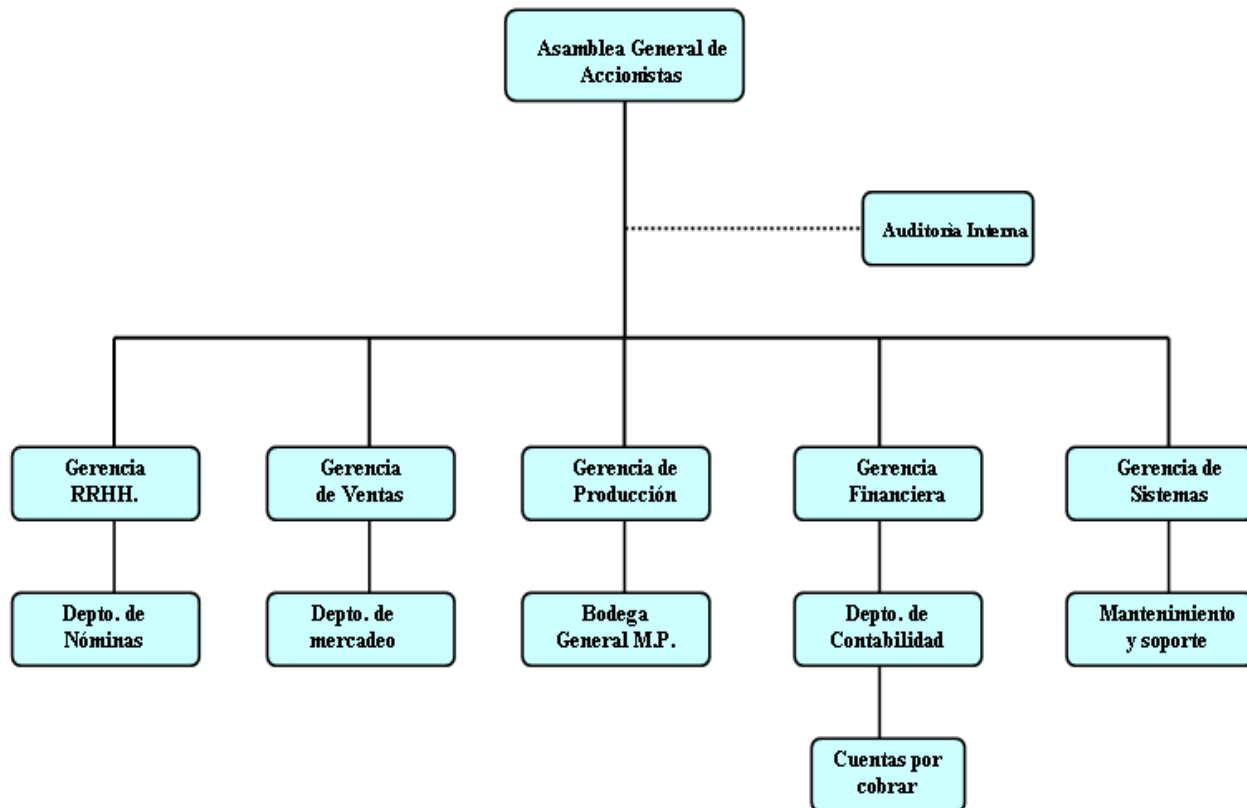 Asamblea General de
Accionistas
Auditoría Interna
Gerencia
RRHH.
Gerencia
de Ventas
Gerencia de
Producción
Gerencia
Financiera
Gerencia de
Sistemas
Depto. de
Nóminas
Depto. de
mercadeo
Bodega
General M.P.
Depto. de
Contabilidad
Mantenimiento
y soporte
Cuentas por
cobrar